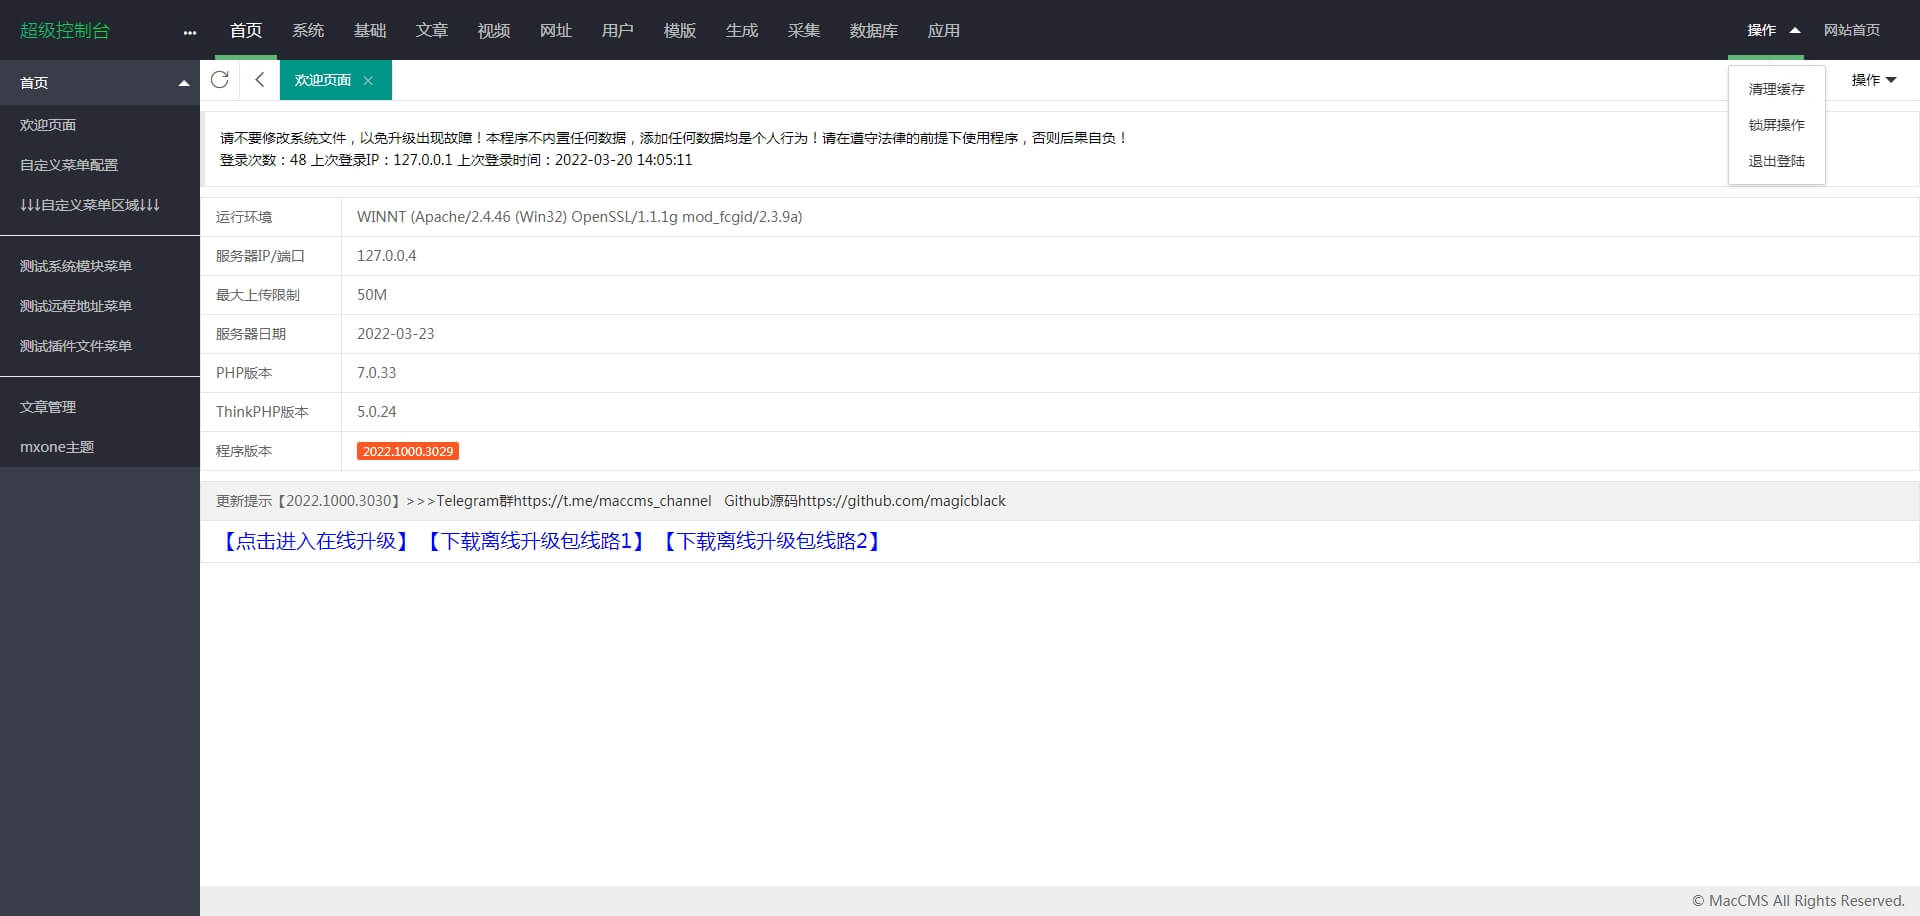 超级控制台 ••• 首页 系统 基础 文章 视频 网址 用户 模版 生成 采集 数据库 应用 操作 网站首页
首页
欢迎页面
自定义菜单配置
↓↓↓自定义菜单区域↓↓↓
测试系统模块菜单
测试远程地址菜单
测试插件文件菜单
文章管理
mxone主题
欢迎页面
操作
清理缓存
锁屏操作
退出登陆
请不要修改系统文件，以免升级出现故障！本程序不内置任何数据，添加任何数据均是个人行为！请在遵守法律的前提下使用程序，否则后果自负！
登录次数：48 上次登录IP：127.0.0.1 上次登录时间：2022-03-20 14:05:11
运行环境 WINNT (Apache/2.4.46 (Win32) OpenSSL/1.1.1g mod_fcgid/2.3.9a)
服务器IP/端口 127.0.0.4
最大上传限制 50M
服务器日期 2022-03-23
PHP版本 7.0.33
ThinkPHP版本 5.0.24
程序版本 2022.1000.3029
更新提示【2022.1000.3030】>>>Telegram群https://t.me/maccms_channel Github源码https://github.com/magicblack
【点击进入在线升级】 【下载离线升级包线路1】 【下载离线升级包线路2】
© MacCMS All Rights Reserved.